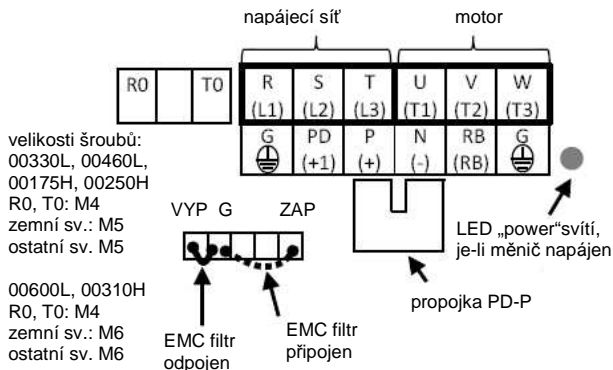 napájecí síť motor
R0 T0
R S T U V W
(L1) (L2) (L3) (T1) (T2) (T3)
G PD P N RB G
(+1) (+) (-) (RB)
velikosti šroubů:
00330L, 00460L,
00175H, 00250H
R0, T0: M4
zemní sv.: M5
ostatní sv. M5
00600L, 00310H
R0, T0: M4
zemní sv.: M6
ostatní sv. M6
VYP G ZAP
EMC filtr
odpojen
EMC filtr
připojen
propojka PD-P
LED „power“svítí,
je-li měnič napájen